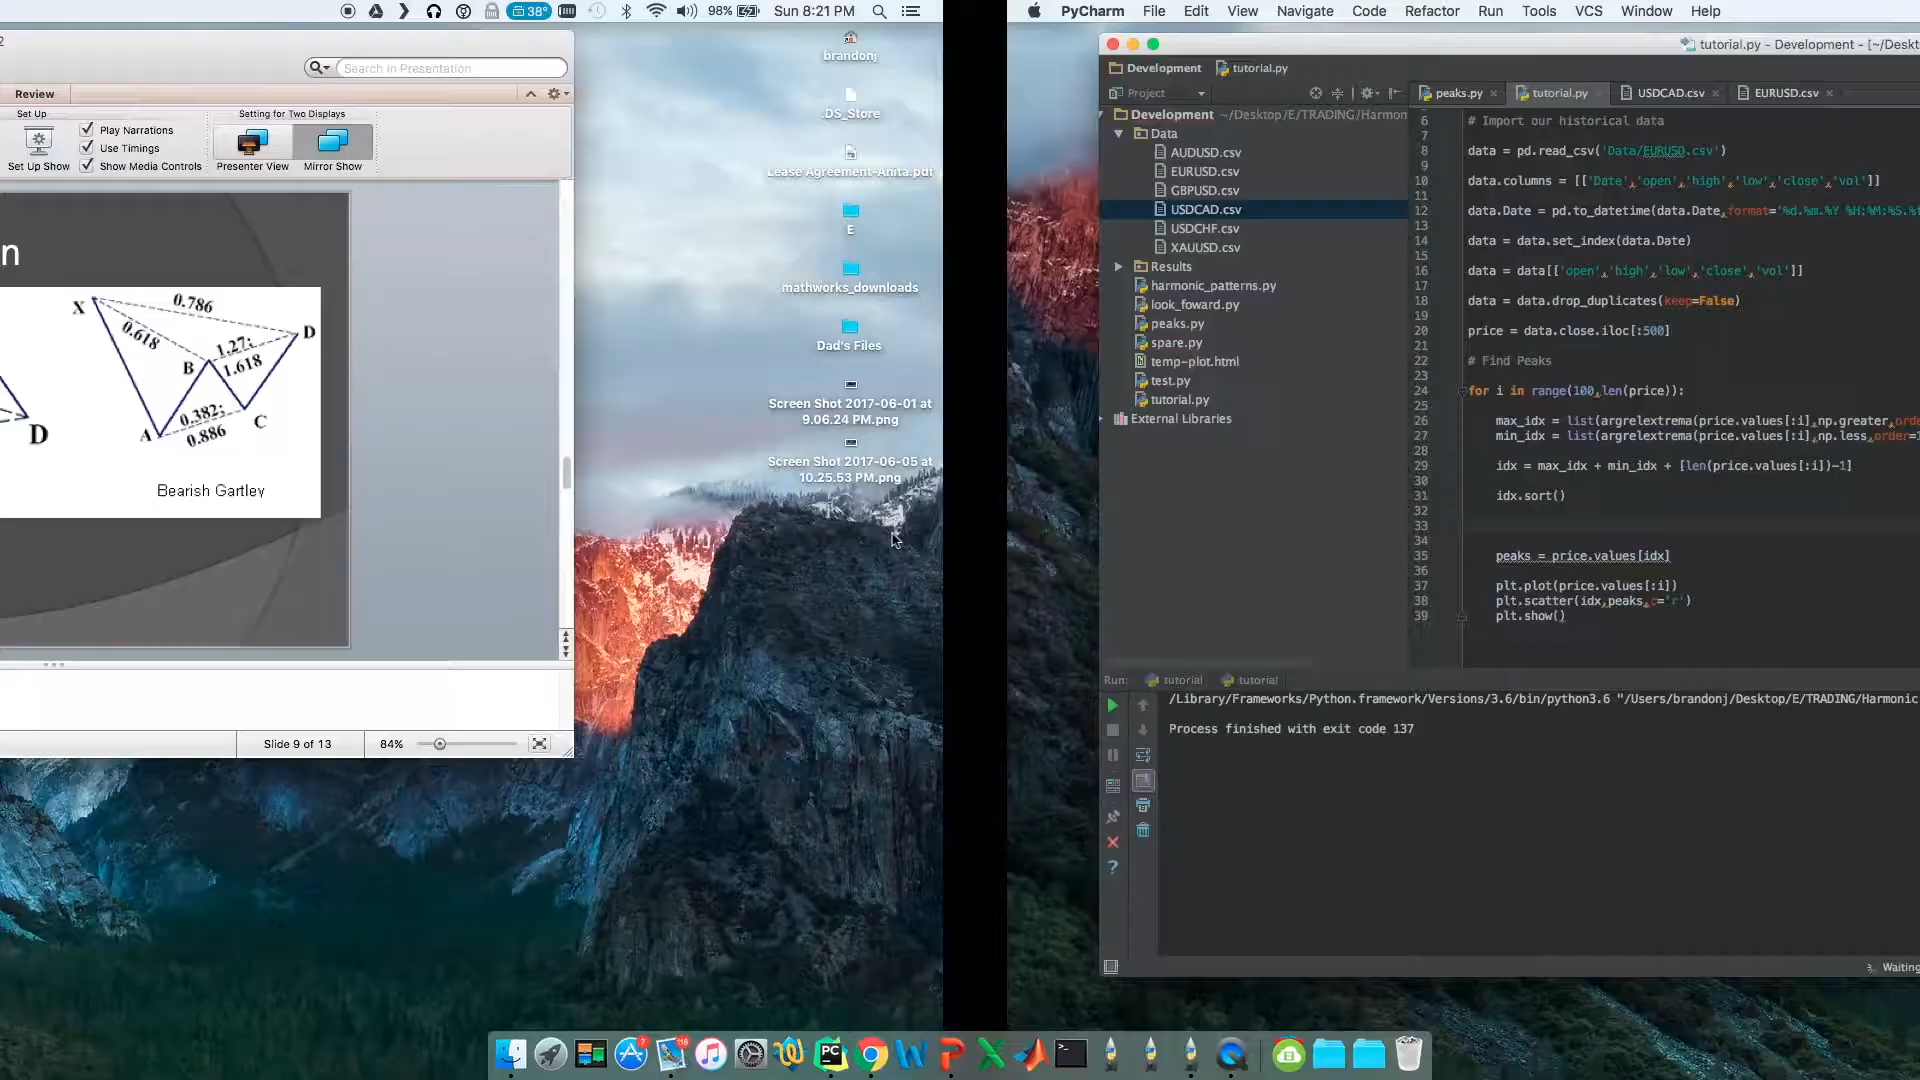 98%
Sun 8:21 PM
38°
2
Search in Presentation
Review
Set Up
Setting for Two Displays
Play Narrations
Use Timings
Show Media Controls
Set Up Show
Presenter View
Mirror Show
n
X
0.786
0.618
D
1.27;
1.618
B
0.382;
0.886
A
C
D
Bearish Gartley
Slide 9 of 13
84%
brandonj
.DS_Store
Lease Agreement-Anita.pdf
E
mathworks_downloads
Dad's Files
Screen Shot 2017-06-01 at
9.06.24 PM.png
Screen Shot 2017-06-05 at
10.25.53 PM.png
PyCharm File Edit View Navigate Code Refactor Run Tools VCS Window Help
tutorial.py - Development - [~/Deskt
Development
tutorial.py
Project
peaks.py
tutorial.py
USDCAD.csv
EURUSD.csv
Development ~/Desktop/E/TRADING/Harmon
Data
AUDUSD.csv
EURUSD.csv
GBPUSD.csv
USDCAD.csv
USDCHF.csv
XAUUSD.csv
Results
harmonic_patterns.py
look_foward.py
peaks.py
spare.py
temp-plot.html
test.py
tutorial.py
External Libraries
6 # Import our historical data
7
8 data = pd.read_csv('Data/EURUSD.csv')
9
10 data.columns = [['Date','open','high','low','close','vol']]
11
12 data.Date = pd.to_datetime(data.Date,format='%d.%m.%Y %H:%M:%S.%
13
14 data = data.set_index(data.Date)
15
16 data = data[['open','high','low','close','vol']]
17
18 data = data.drop_duplicates(keep=False)
19
20 price = data.close.iloc[:500]
21
22 # Find Peaks
23
24 for i in range(100,len(price)):
25
26 max_idx = list(argrelextrema(price.values[:i],np.greater,orde
27 min_idx = list(argrelextrema(price.values[:i],np.less,order=1
28
29 idx = max_idx + min_idx + [len(price.values[:i])-1]
30
31 idx.sort()
32
33
34
35 peaks = price.values[idx]
36
37 plt.plot(price.values[:i])
38 plt.scatter(idx,peaks,c='r')
39 plt.show()
Run: tutorial tutorial
/Library/Frameworks/Python.framework/Versions/3.6/bin/python3.6 "/Users/brandonj/Desktop/E/TRADING/Harmonic
Process finished with exit code 137
Waiting